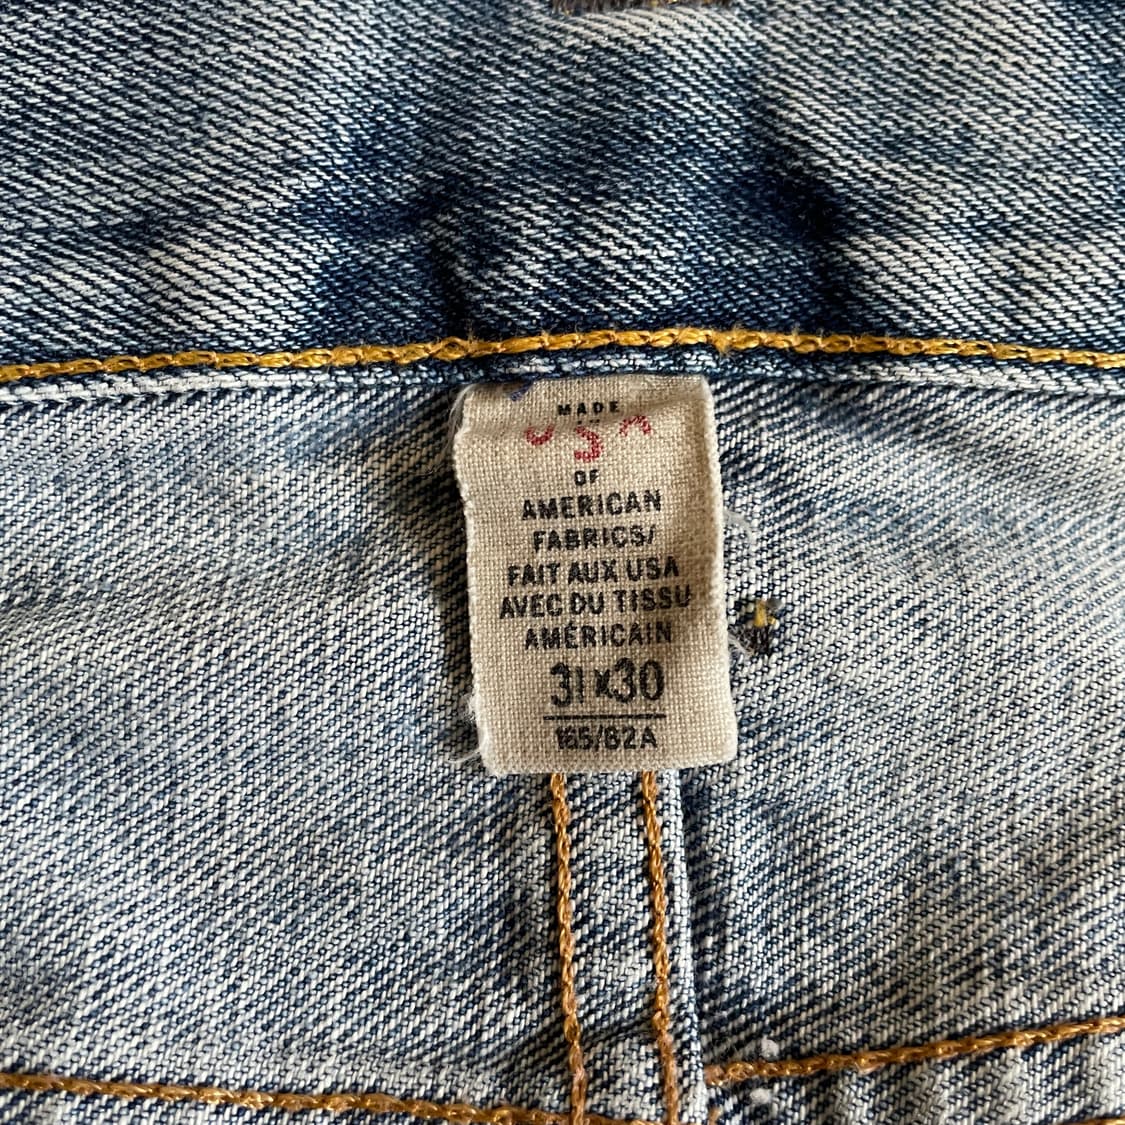 MADE
USA
OF
AMERICAN
FABRICS/
FAIT AUX USA
AVEC DU TISSU
AMÉRICAIN
31x30
165/82A